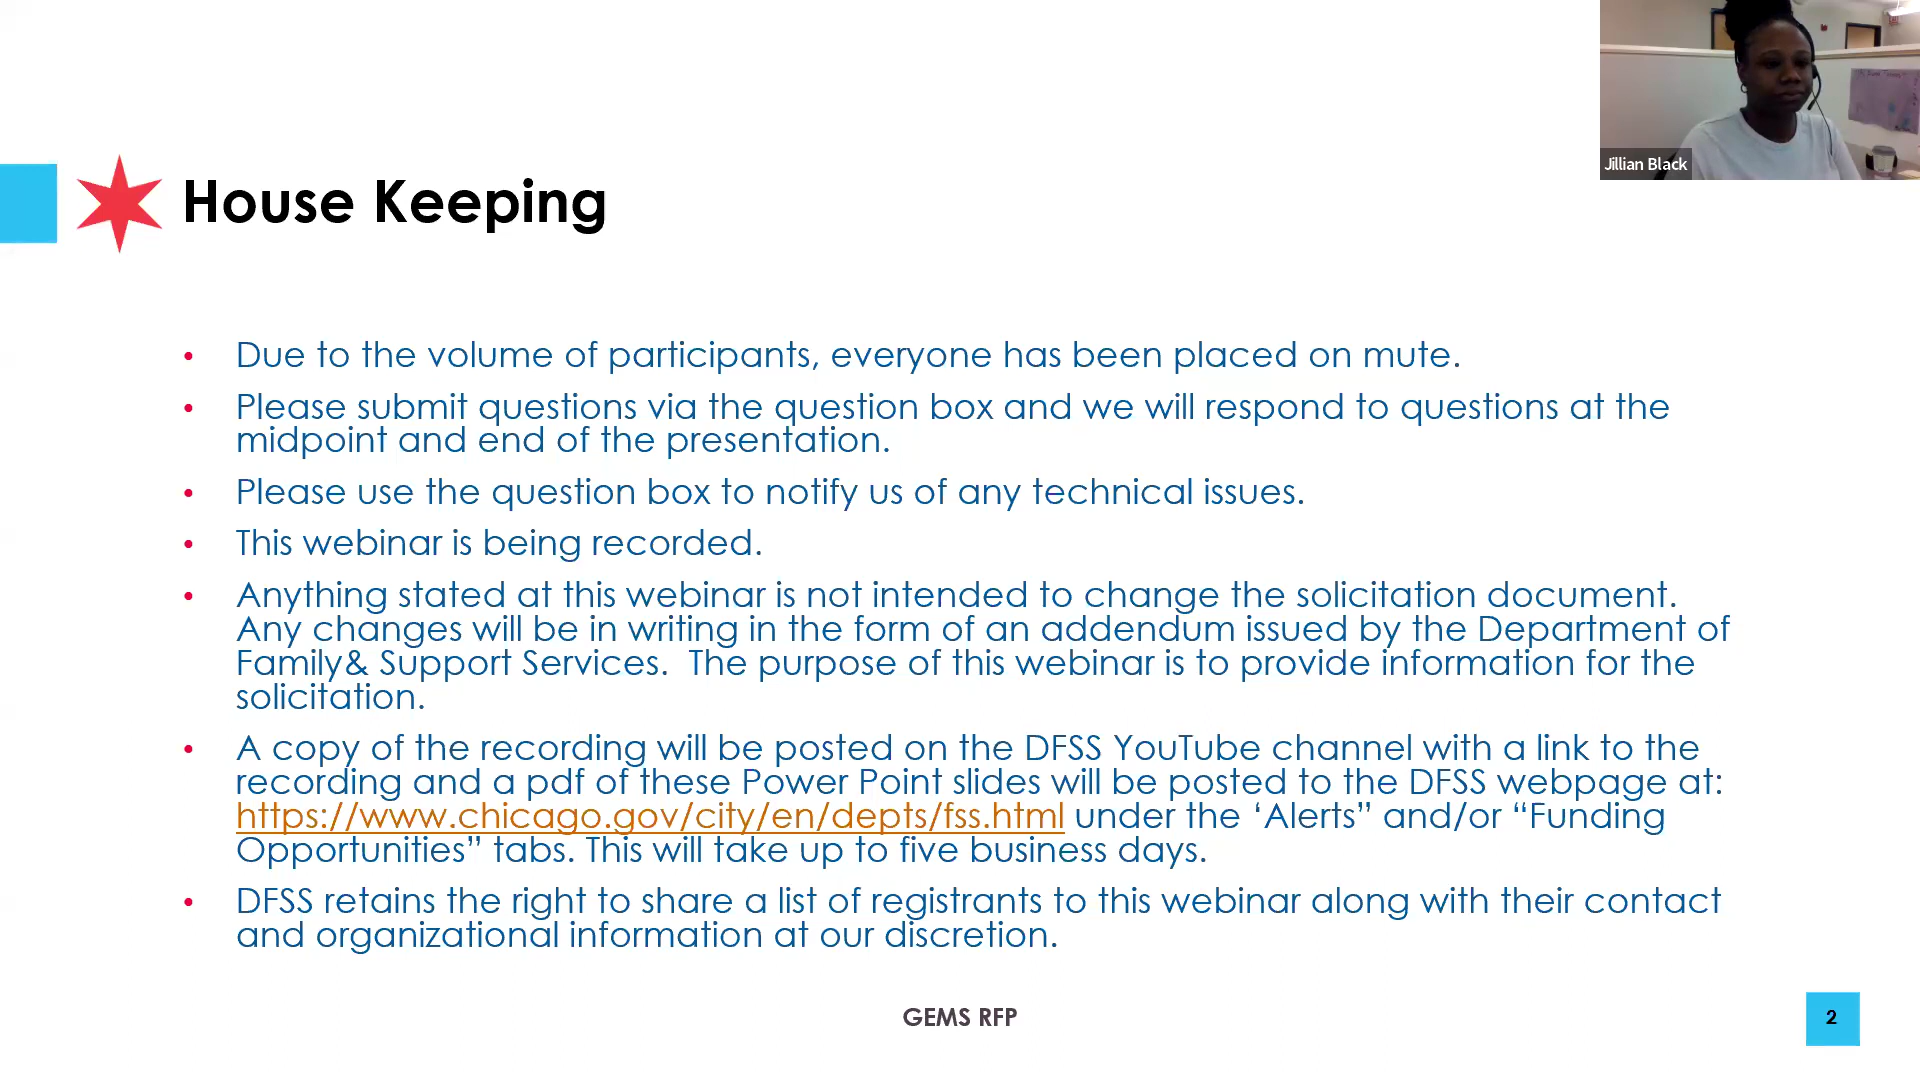 Jillian Black
House Keeping
• Due to the volume of participants, everyone has been placed on mute.
• Please submit questions via the question box and we will respond to questions at the
midpoint and end of the presentation.
• Please use the question box to notify us of any technical issues.
• This webinar is being recorded.
• Anything stated at this webinar is not intended to change the solicitation document.
Any changes will be in writing in the form of an addendum issued by the Department of
Family& Support Services.  The purpose of this webinar is to provide information for the
solicitation.
• A copy of the recording will be posted on the DFSS YouTube channel with a link to the
recording and a pdf of these Power Point slides will be posted to the DFSS webpage at:
https://www.chicago.gov/city/en/depts/fss.html under the ‘Alerts” and/or “Funding
Opportunities” tabs. This will take up to five business days.
• DFSS retains the right to share a list of registrants to this webinar along with their contact
and organizational information at our discretion.
GEMS RFP
2